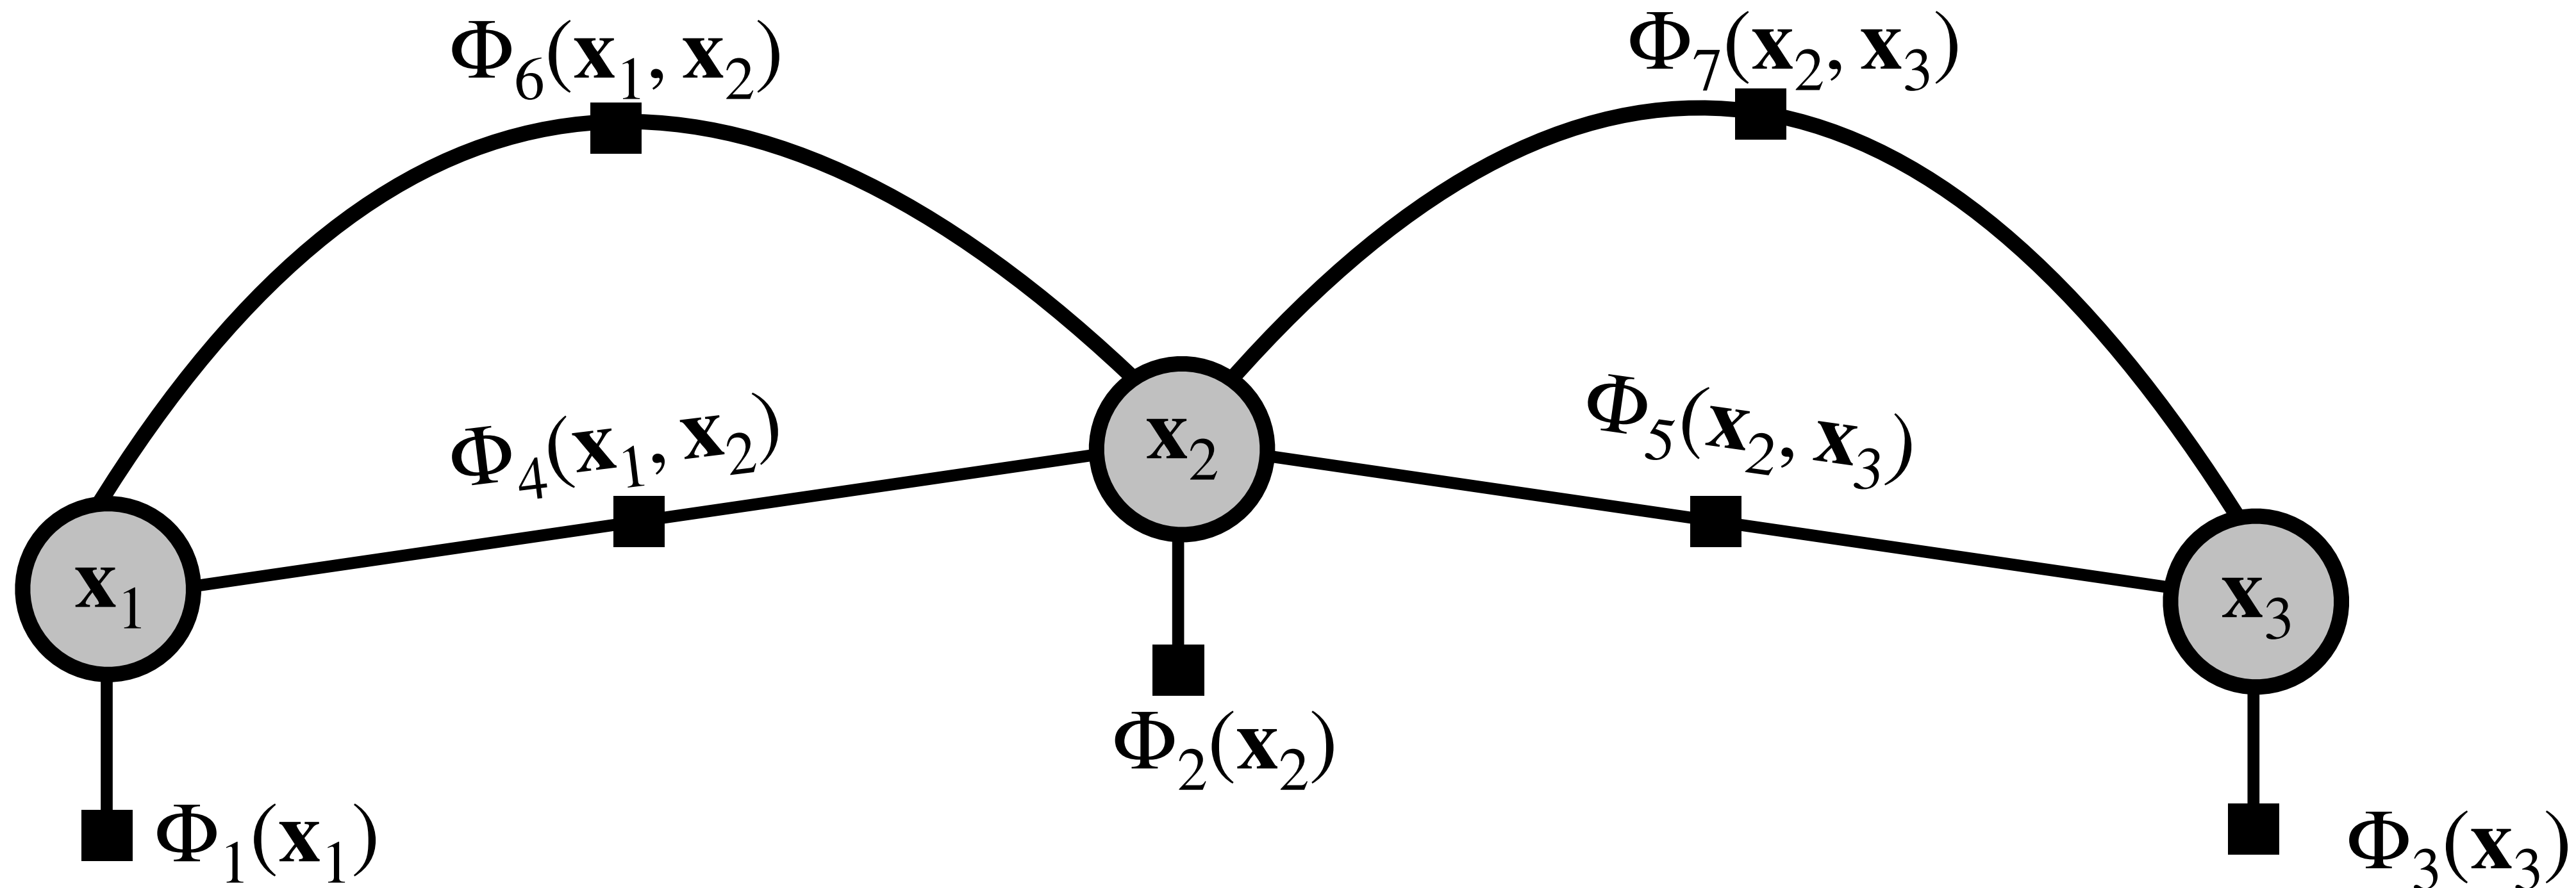 Φ6(x1, x2)
Φ7(x2, x3)
Φ4(x1, x2)
Φ5(x2, x3)
x2
x1
x3
Φ2(x2)
Φ1(x1)
Φ3(x3)